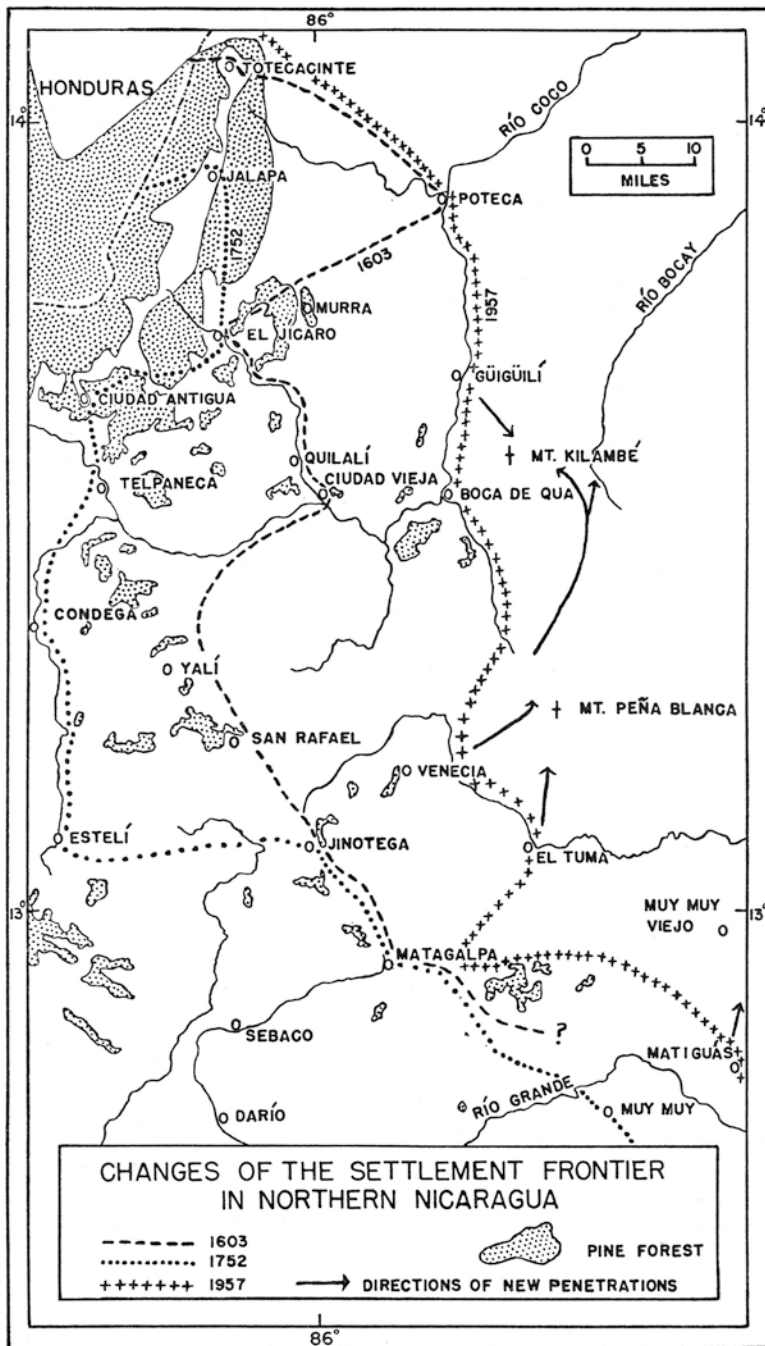 86°
HONDURAS
TOTECACINTE
14°
14°
RÍO COCO
0 5 10
MILES
JALAPA
POTECA
1752
1603
RÍO BOCAY
MURRA
1957
EL JICARO
GÜIGÜILÍ
CIUDAD ANTIGUA
QUILALÍ
MT. KILAMBÉ
TELPANECA
CIUDAD VIEJA
BOCA DE QUA
CONDEGA
YALÍ
MT. PEÑA BLANCA
SAN RAFAEL
VENECIA
ESTELÍ
JINOTEGA
EL TUMA
MUY MUY
VIEJO
13°
13°
MATAGALPA
?
SEBACO
MATIGUÁS
RÍO GRANDE
DARÍO
MUY MUY
CHANGES OF THE SETTLEMENT FRONTIER
IN NORTHERN NICARAGUA
1603
PINE FOREST
1752
1957
DIRECTIONS OF NEW PENETRATIONS
86°